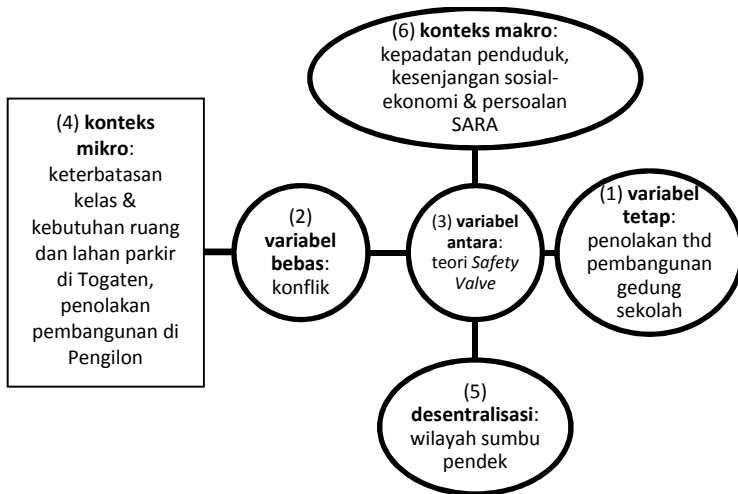 (6) konteks makro:
kepadatan penduduk,
kesenjangan sosial-
ekonomi & persoalan
SARA
(4) konteks
mikro:
keterbatasan
kelas &
kebutuhan ruang
dan lahan parkir
di Togaten,
penolakan
pembangunan di
Pengilon
(2)
variabel
bebas:
konflik
(3) variabel
antara:
teori Safety
Valve
(1) variabel
tetap:
penolakan thd
pembangunan
gedung
sekolah
(5)
desentralisasi:
wilayah sumbu
pendek